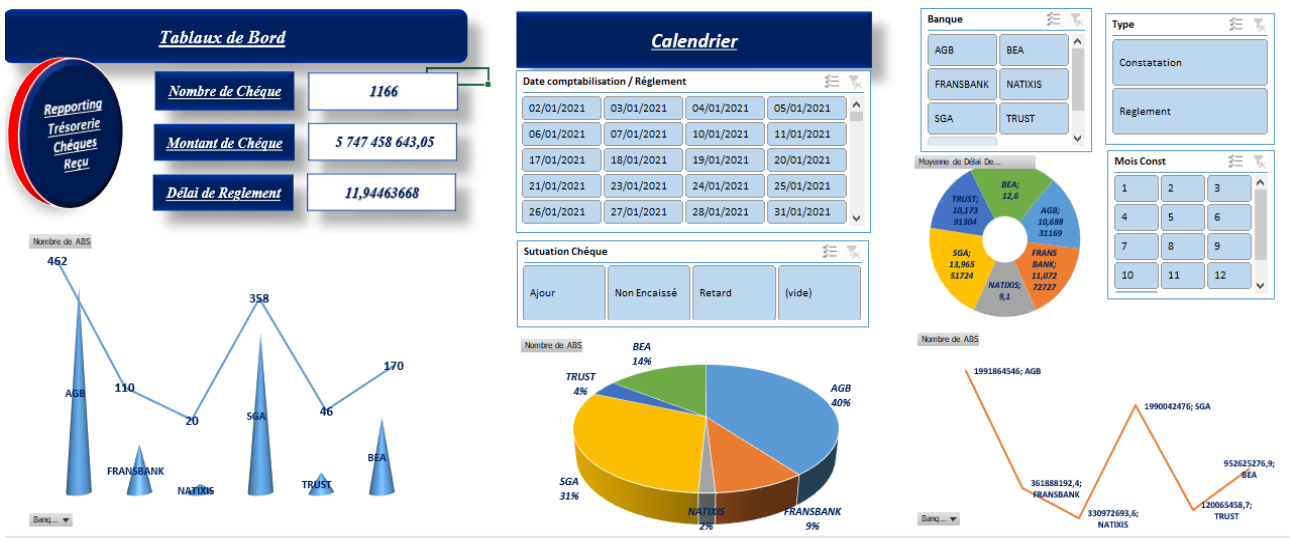 Tablaux de Bord
Repporting
Trésorerie
Chéques
Reçu
Nombre de Chéque
1166
Montant de Chéque
5 747 458 643,05
Délai de Reglement
11,94463668
Nombre de ABS
462
110
20
358
46
170
AGB
FRANSBANK
NATIXIS
SGA
TRUST
BEA
Banq...
Calendrier
Date comptabilisation / Réglement
02/01/2021 03/01/2021 04/01/2021 05/01/2021
06/01/2021 07/01/2021 10/01/2021 11/01/2021
17/01/2021 18/01/2021 19/01/2021 20/01/2021
21/01/2021 23/01/2021 24/01/2021 25/01/2021
26/01/2021 27/01/2021 28/01/2021 31/01/2021
Sutuation Chéque
Ajour Non Encaissé Retard (vide)
Nombre de ABS
BEA
14%
TRUST
4%
AGB
40%
SGA
31%
NATIXIS
2%
FRANSBANK
9%
Banque
AGB BEA
FRANSBANK NATIXIS
SGA TRUST
Type
Constatation
Reglement
Moyenne de Délai De...
BEA;
12,6
TRUST;
10,173
91304
AGB;
10,688
31169
SGA;
13,965
51724
FRANS
BANK;
11,072
72727
NATIXIS;
9,1
Mois Const
1 2 3
4 5 6
7 8 9
10 11 12
Nombre de ABS
1991864546; AGB
1990042476; SGA
361888192,4;
FRANSBANK
330972693,6;
NATIXIS
952625276,9;
BEA
120065458,7;
TRUST
Banq...